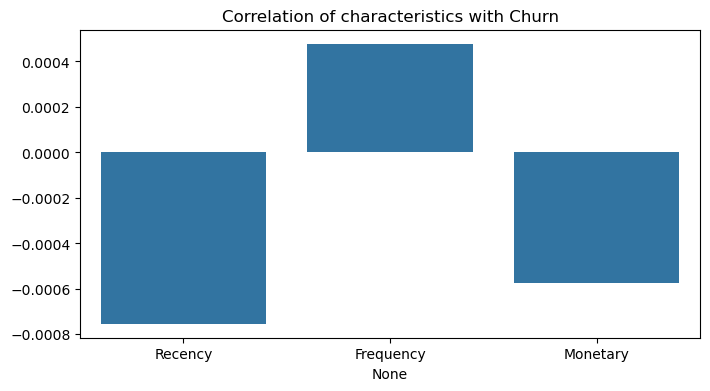 Correlation of characteristics with Churn
0.0004
0.0002
0.0000
−0.0002
−0.0004
−0.0006
−0.0008
Recency Frequency Monetary
None